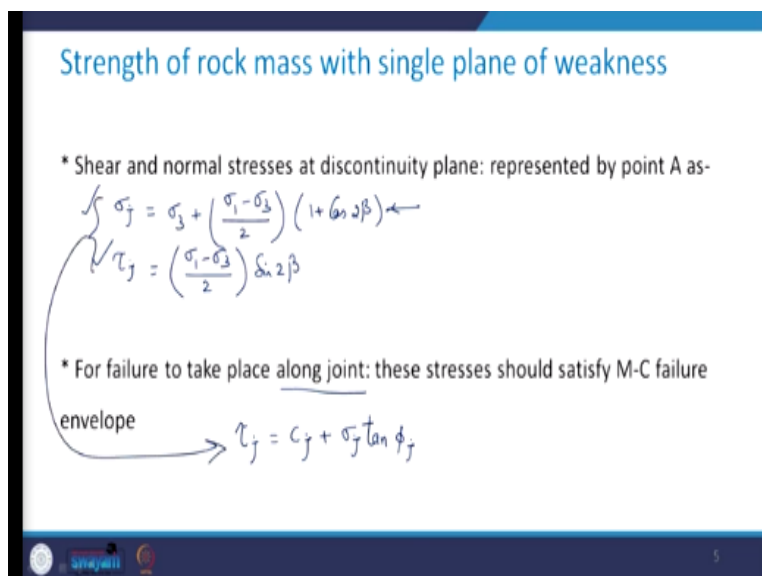 Strength of rock mass with single plane of weakness
* Shear and normal stresses at discontinuity plane: represented by point A as-
σj = σ3 + ( (σ1 - σ3) / 2 ) (1 + Cos 2β) ←
τj = ( (σ1 - σ3) / 2 ) Sin 2β
* For failure to take place along joint: these stresses should satisfy M-C failure
envelope
τj = cj + σj tan ϕj
swayam
5